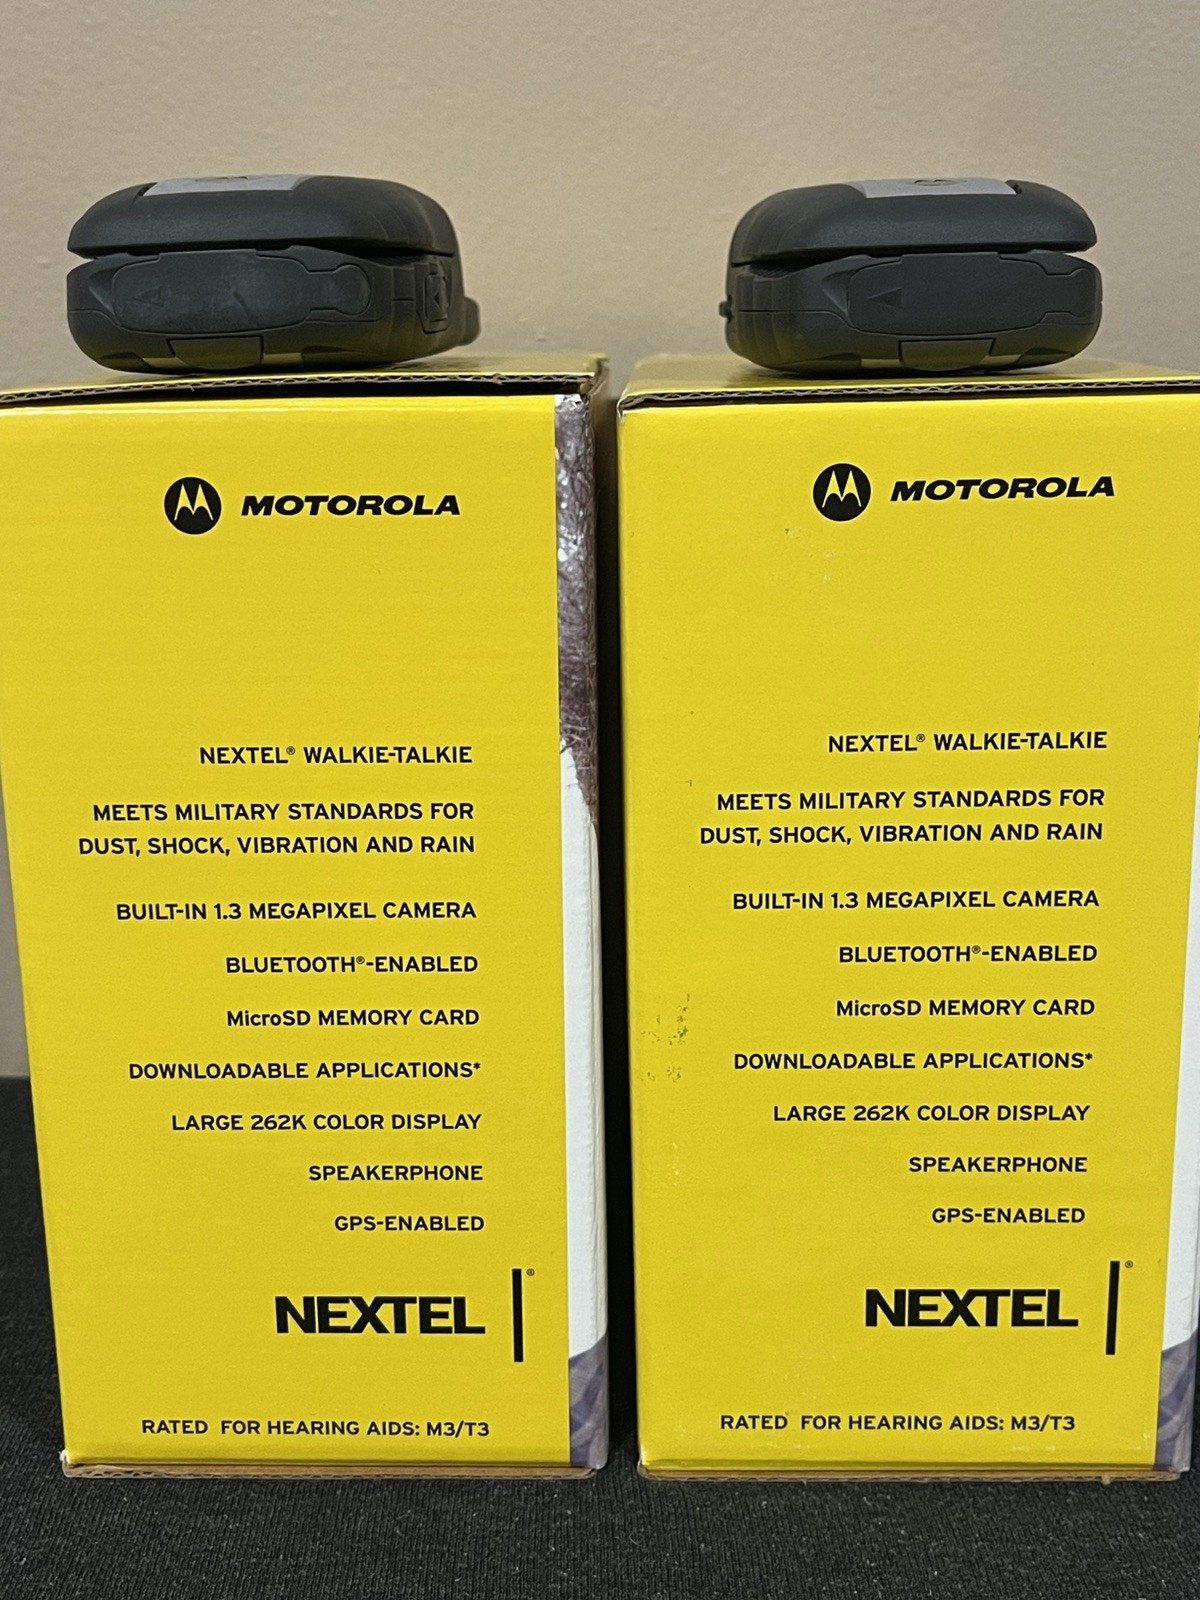 MOTOROLA
NEXTEL® WALKIE-TALKIE
MEETS MILITARY STANDARDS FOR
DUST, SHOCK, VIBRATION AND RAIN
BUILT-IN 1.3 MEGAPIXEL CAMERA
BLUETOOTH®-ENABLED
MicroSD MEMORY CARD
DOWNLOADABLE APPLICATIONS*
LARGE 262K COLOR DISPLAY
SPEAKERPHONE
GPS-ENABLED
NEXTEL®
RATED FOR HEARING AIDS: M3/T3
MOTOROLA
NEXTEL® WALKIE-TALKIE
MEETS MILITARY STANDARDS FOR
DUST, SHOCK, VIBRATION AND RAIN
BUILT-IN 1.3 MEGAPIXEL CAMERA
BLUETOOTH®-ENABLED
MicroSD MEMORY CARD
DOWNLOADABLE APPLICATIONS*
LARGE 262K COLOR DISPLAY
SPEAKERPHONE
GPS-ENABLED
NEXTEL®
RATED FOR HEARING AIDS: M3/T3